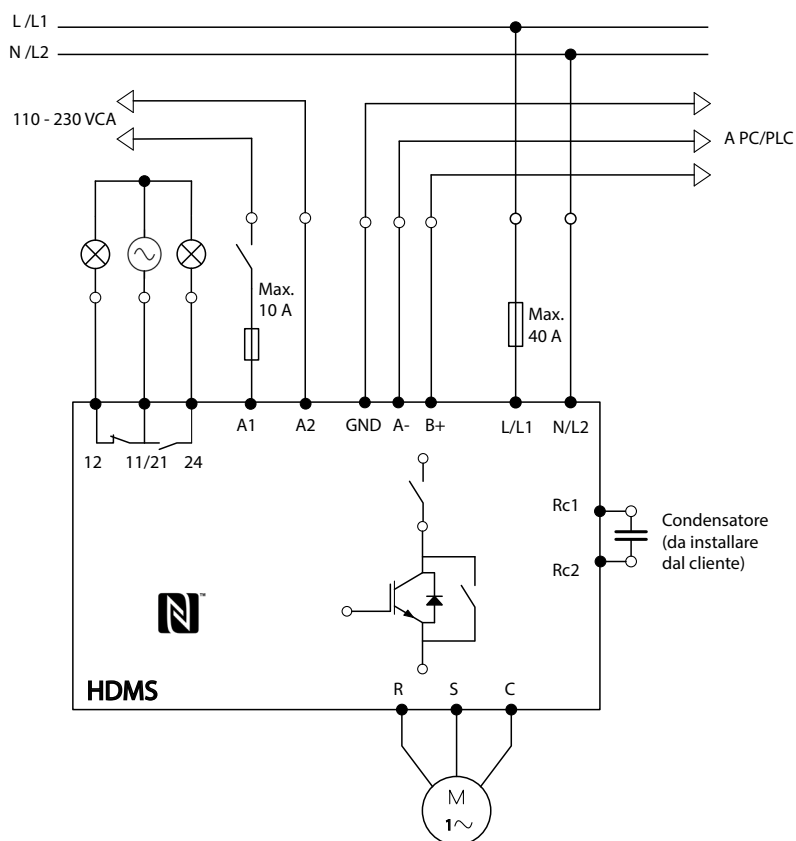 L /L1
N /L2
110 - 230 VCA
A PC/PLC
Max.
10 A
Max.
40 A
A1
A2
GND
A-
B+
L/L1
N/L2
12
11/21
24
Rc1
Condensatore
(da installare
dal cliente)
Rc2
N™
HDMS
R
S
C
M
1~